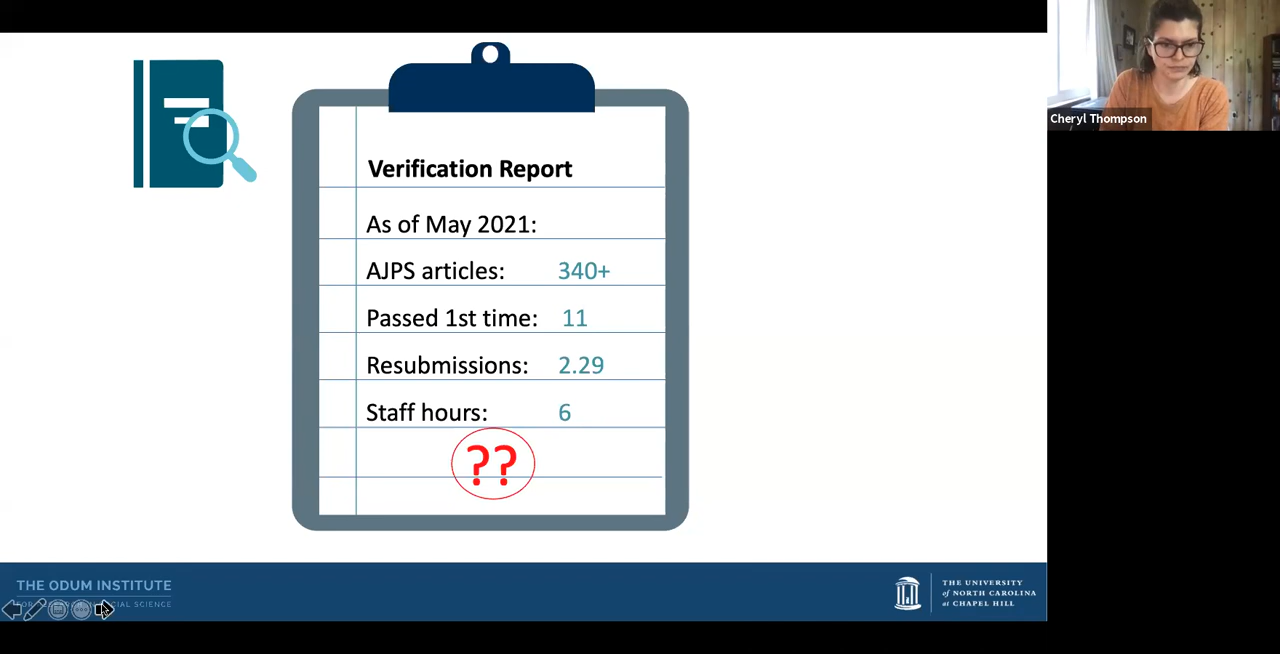 Verification Report
As of May 2021:
AJPS articles: 340+
Passed 1st time: 11
Resubmissions: 2.29
Staff hours: 6
??
Cheryl Thompson
THE ODUM INSTITUTE
SCIENCE
THE UNIVERSITY
of NORTH CAROLINA
at CHAPEL HILL